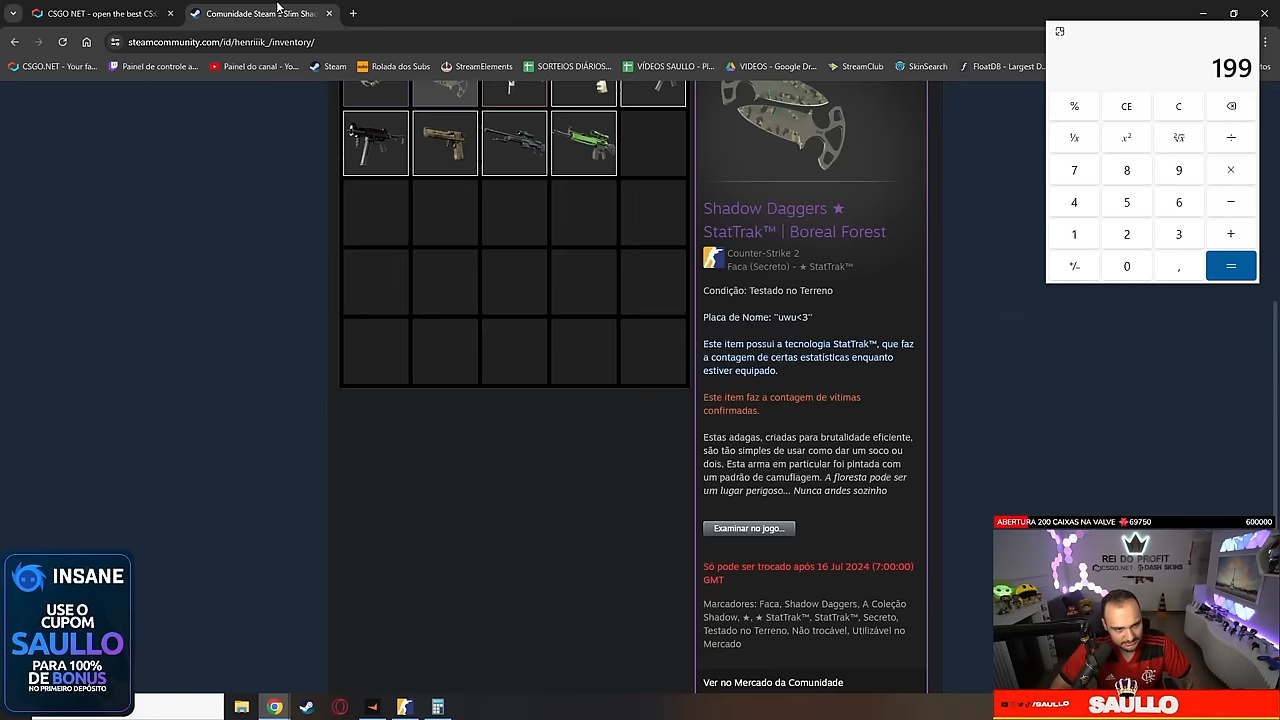 CSGO NET - open the best CS:
Comunidade Steam :: Slim Shad
steamcommunity.com/id/henriiik_/inventory/
CSGO.NET - Your fa...
Painel de controle a...
Painel do canal - Yo...
Steam
Rolada dos Subs
StreamElements
SORTEIOS DIÁRIOS...
VÍDEOS SAULLO - Pl...
VIDEOS - Google Dr...
StreamClub
SkinSearch
FloatDB - Largest D...
199
% CE C
¹/x x² ²√x ÷
7 8 9 ×
4 5 6 −
1 2 3 +
+/− 0 , =
Shadow Daggers ★
StatTrak™ | Boreal Forest
Counter-Strike 2
Faca (Secreto) - ★ StatTrak™
Condição: Testado no Terreno
Placa de Nome: ''uwu<3''
Este item possui a tecnologia StatTrak™, que faz
a contagem de certas estatísticas enquanto
estiver equipado.
Este item faz a contagem de vítimas
confirmadas.
Estas adagas, criadas para brutalidade eficiente,
são tão simples de usar como dar um soco ou
dois. Esta arma em particular foi pintada com
um padrão de camuflagem. A floresta pode ser
um lugar perigoso... Nunca andes sozinho
Examinar no jogo...
Só pode ser trocado após 16 Jul 2024 (7:00:00)
GMT
Marcadores: Faca, Shadow Daggers, A Coleção
Shadow, ★, ★ StatTrak™, StatTrak™, Secreto,
Testado no Terreno, Não trocável, Utilizável no
Mercado
Ver no Mercado da Comunidade
INSANE
USE O
CUPOM
SAULLO
PARA 100%
DE BONUS
NO PRIMEIRO DEPÓSITO
ABERTURA 200 CAIXAS NA VALVE 69750
600000
REI DO PROFIT
CSGO.NET DASH SKINS
/SAULLO
SAULLO